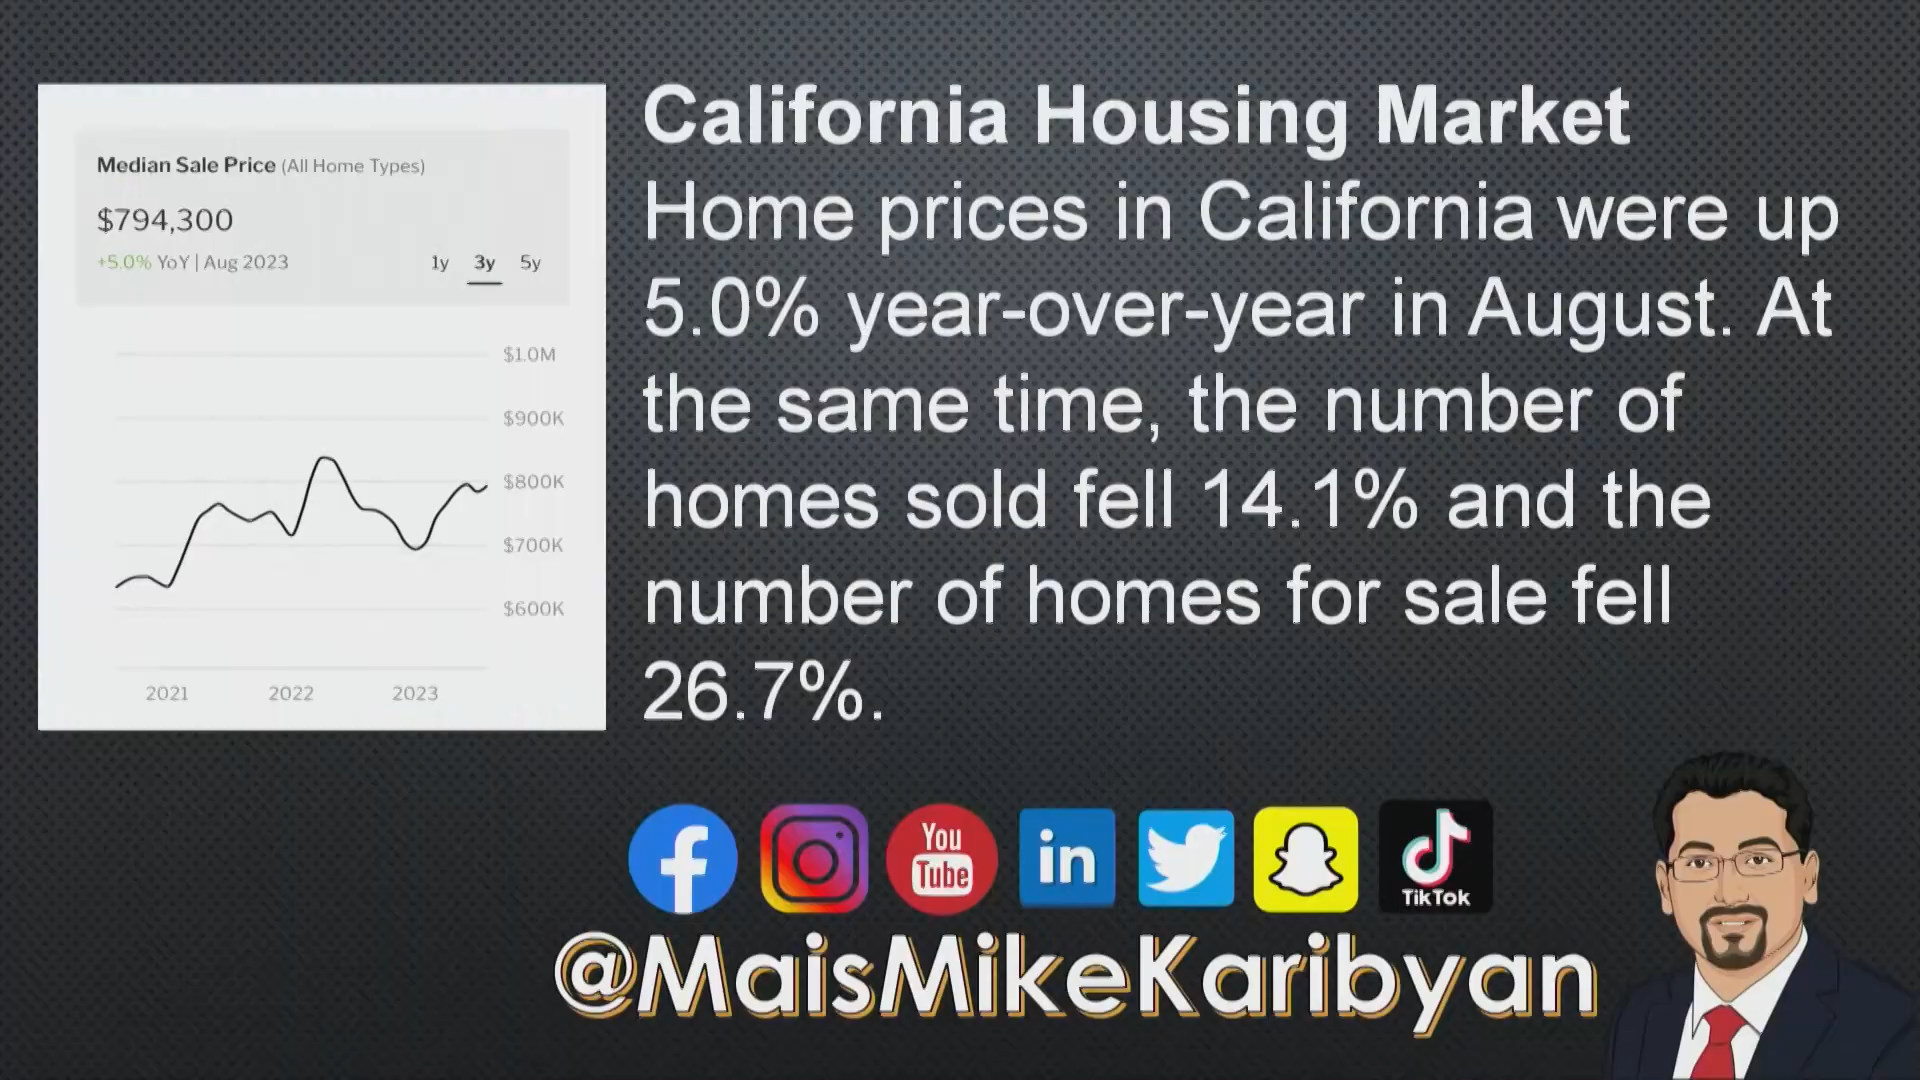 Median Sale Price (All Home Types)
$794,300
+5.0% YoY | Aug 2023
1y 3y 5y
$1.0M
$900K
$800K
$700K
$600K
2021 2022 2023
California Housing Market
Home prices in California were up
5.0% year-over-year in August. At
the same time, the number of
homes sold fell 14.1% and the
number of homes for sale fell
26.7%.
f
You
Tube
in
TikTok
@MaisMikeKaribyan